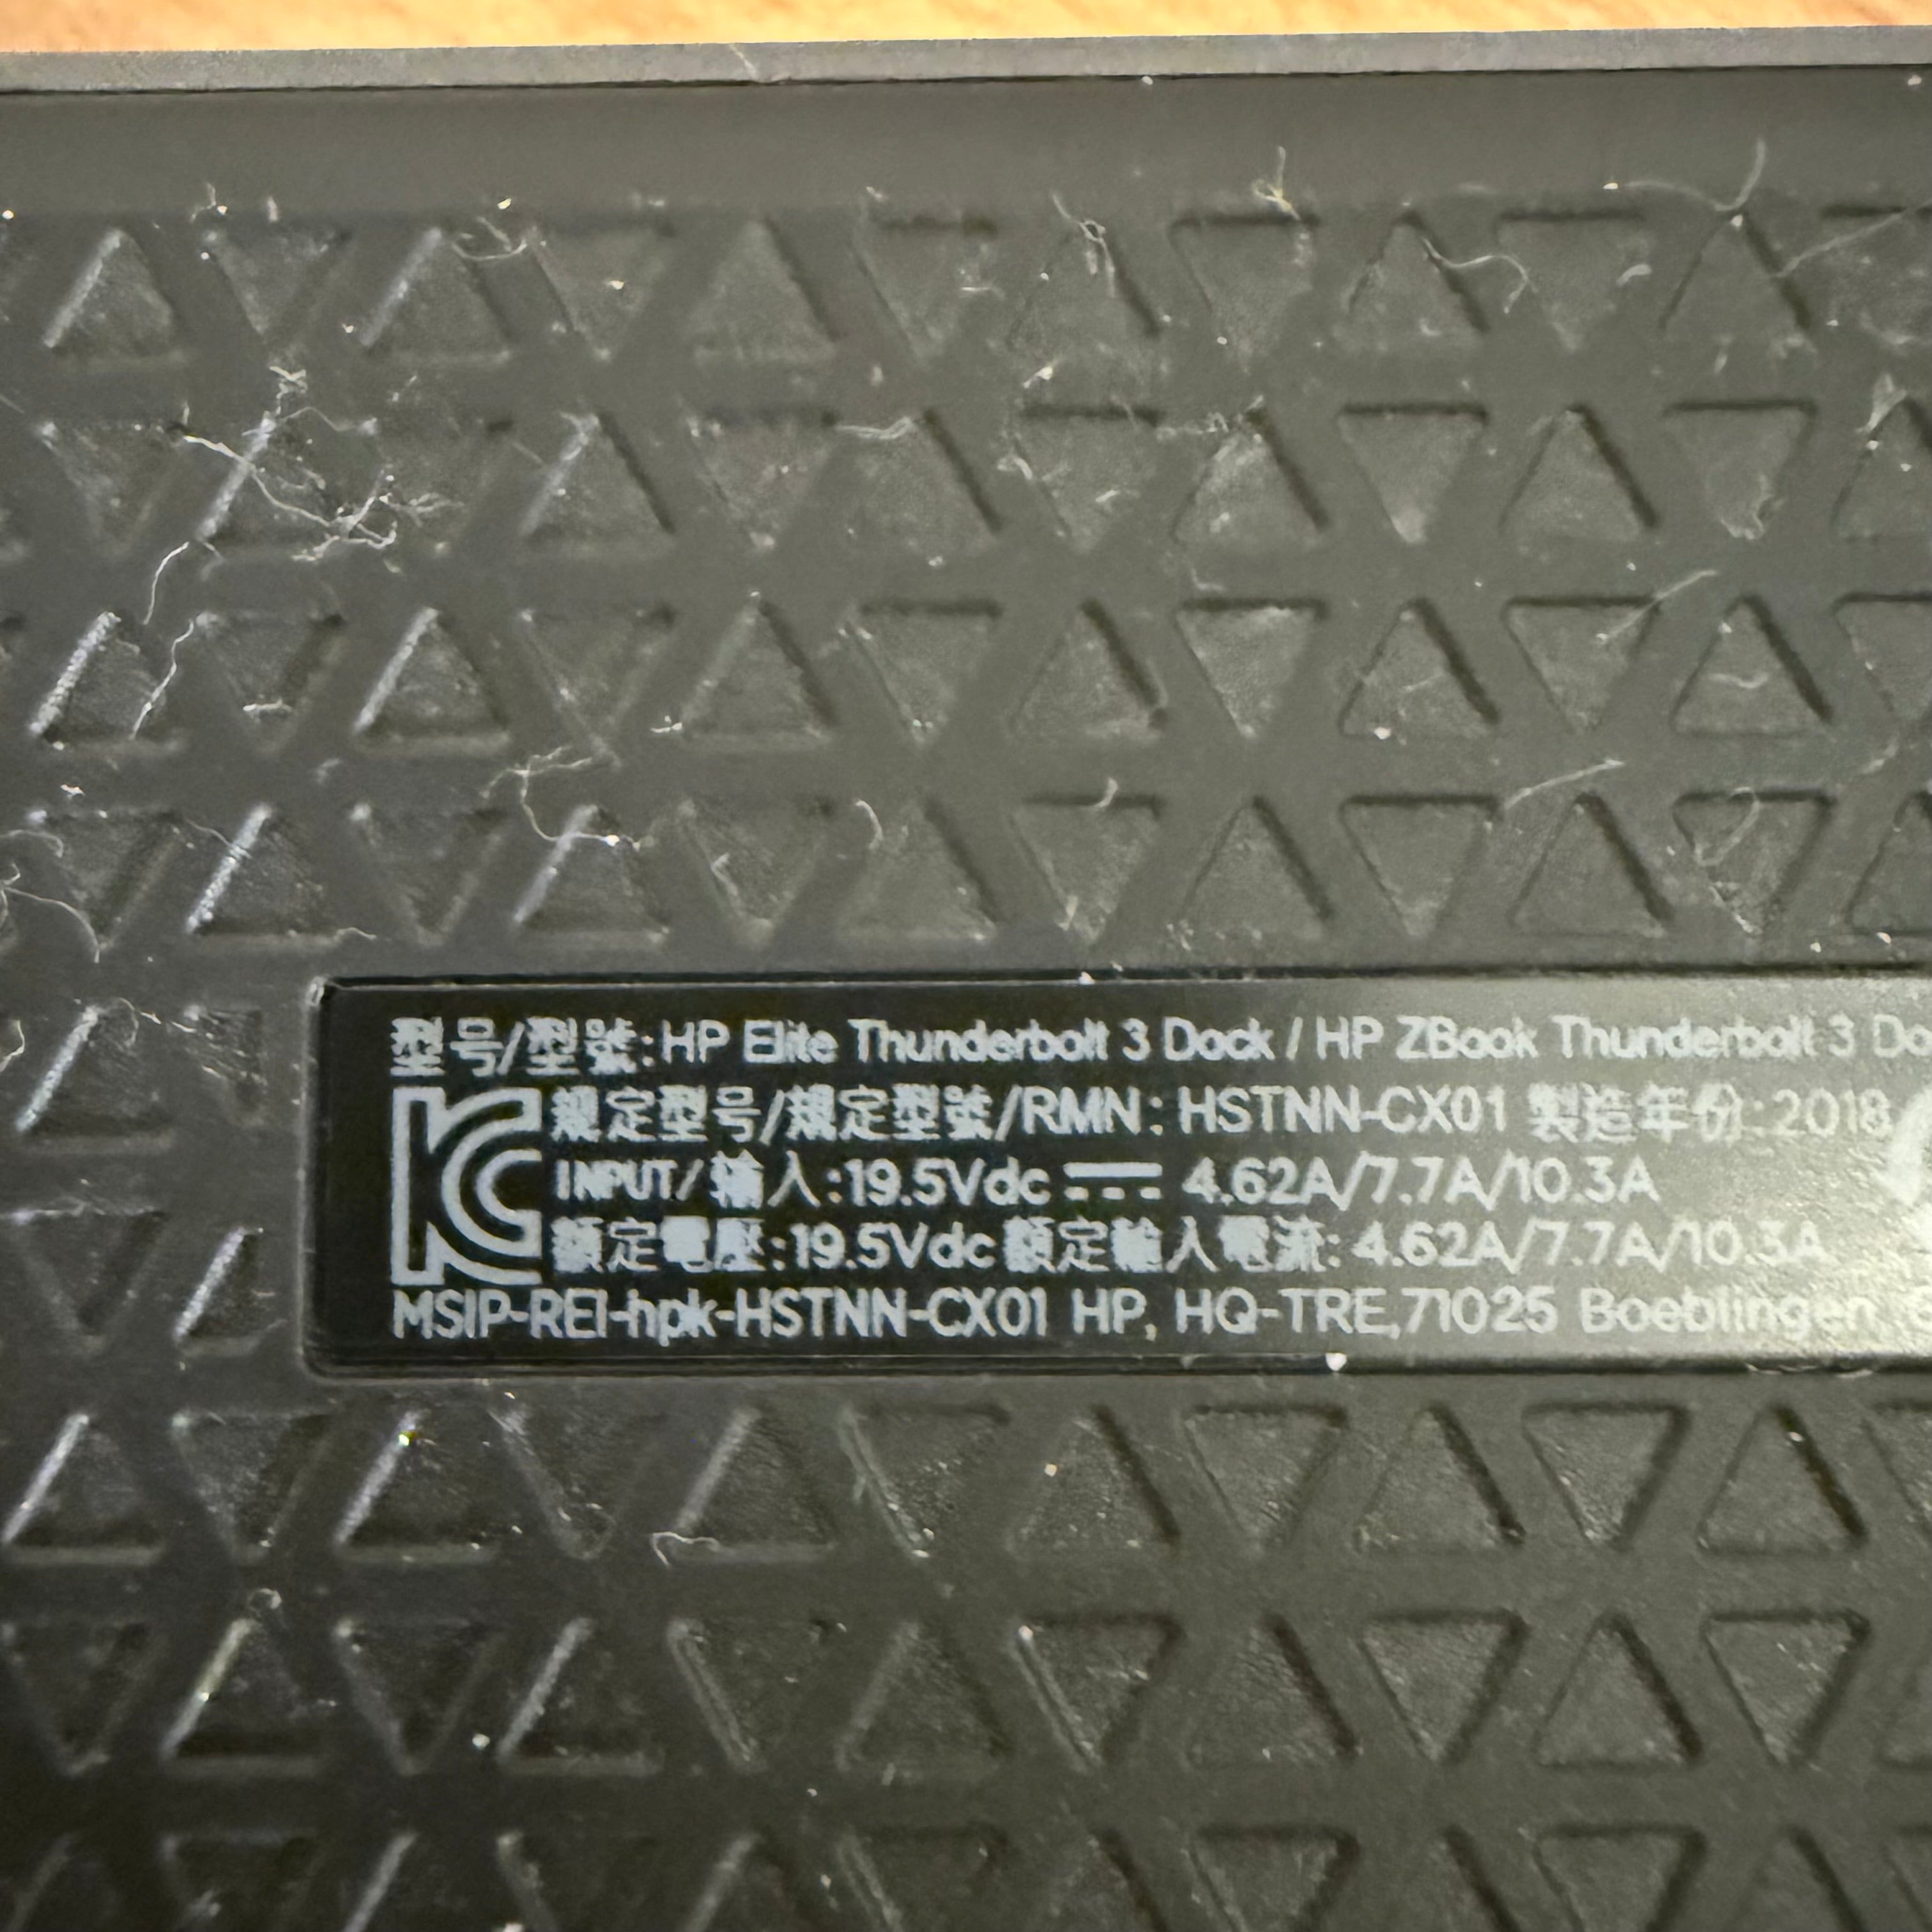 型号/型號:HP Elite Thunderbolt 3 Dock / HP ZBook Thunderbolt 3 Do
規定型号/規定型號/RMN: HSTNN-CX01 製造年份:2018
INPUT/輸入:19.5Vdc ⎓ 4.62A/7.7A/10.3A
額定電壓:19.5Vdc 額定輸入電流: 4.62A/7.7A/10.3A
MSIP-REI-hpk-HSTNN-CX01 HP, HQ-TRE,71025 Boeblingen